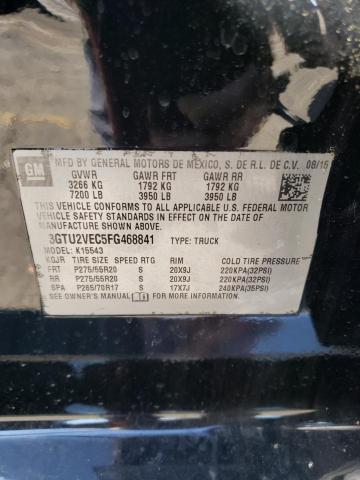 GM
MFD BY GENERAL MOTORS DE MEXICO, S. DE R.L. DE C.V. 08/15
GVWR GAWR FRT GAWR RR
3266 KG 1792 KG 1792 KG
7200 LB 3950 LB 3950 LB
THIS VEHICLE CONFORMS TO ALL APPLICABLE U.S. FEDERAL MOTOR
VEHICLE SAFETY AND THEFT PREVENTION STANDARDS IN EFFECT ON THE DATE OF
MANUFACTURE SHOWN ABOVE.
3GTU2VEC5FG468841 TYPE: TRUCK
MODEL: K15543
KGJR TIRE SIZE SPEED RTG RIM COLD TIRE PRESSURE
FRT P275/55R20 S 20X9J 220KPA(32PSI)
RR P275/55R20 S 20X9J 220KPA(32PSI)
SPA P265/70R17 S 17X7J 240KPA(35PSI)
SEE OWNER'S MANUAL FOR MORE INFORMATION